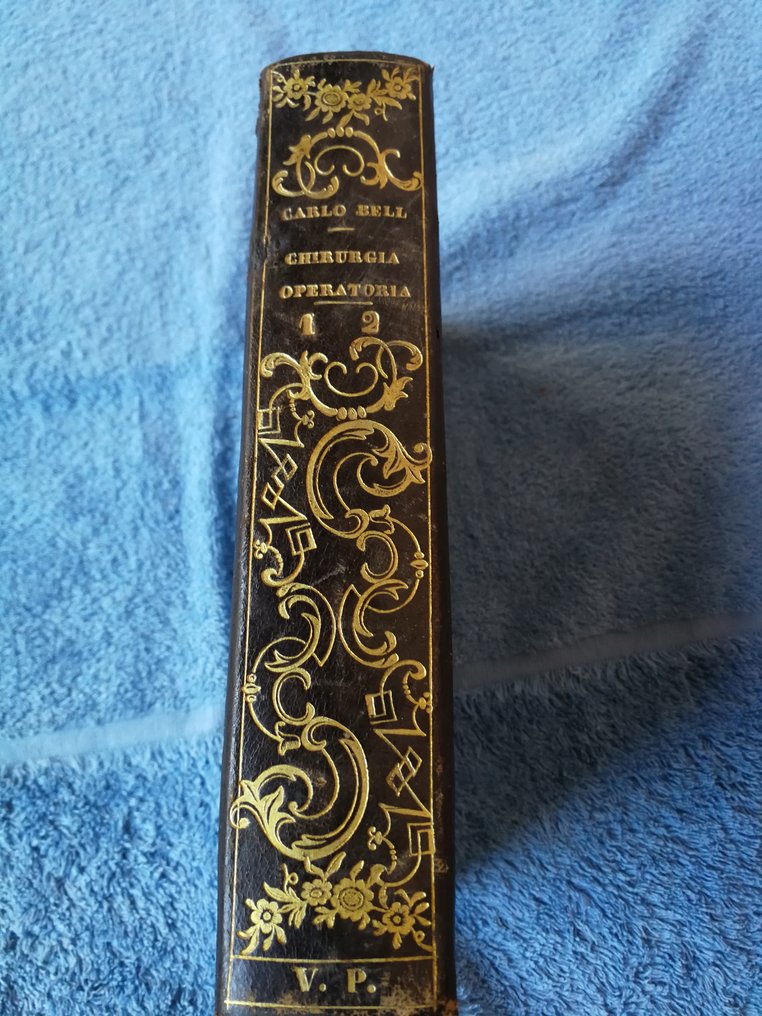 CARLO BELL
CHIRURGIA
OPERATORIA
1 2
V. P.